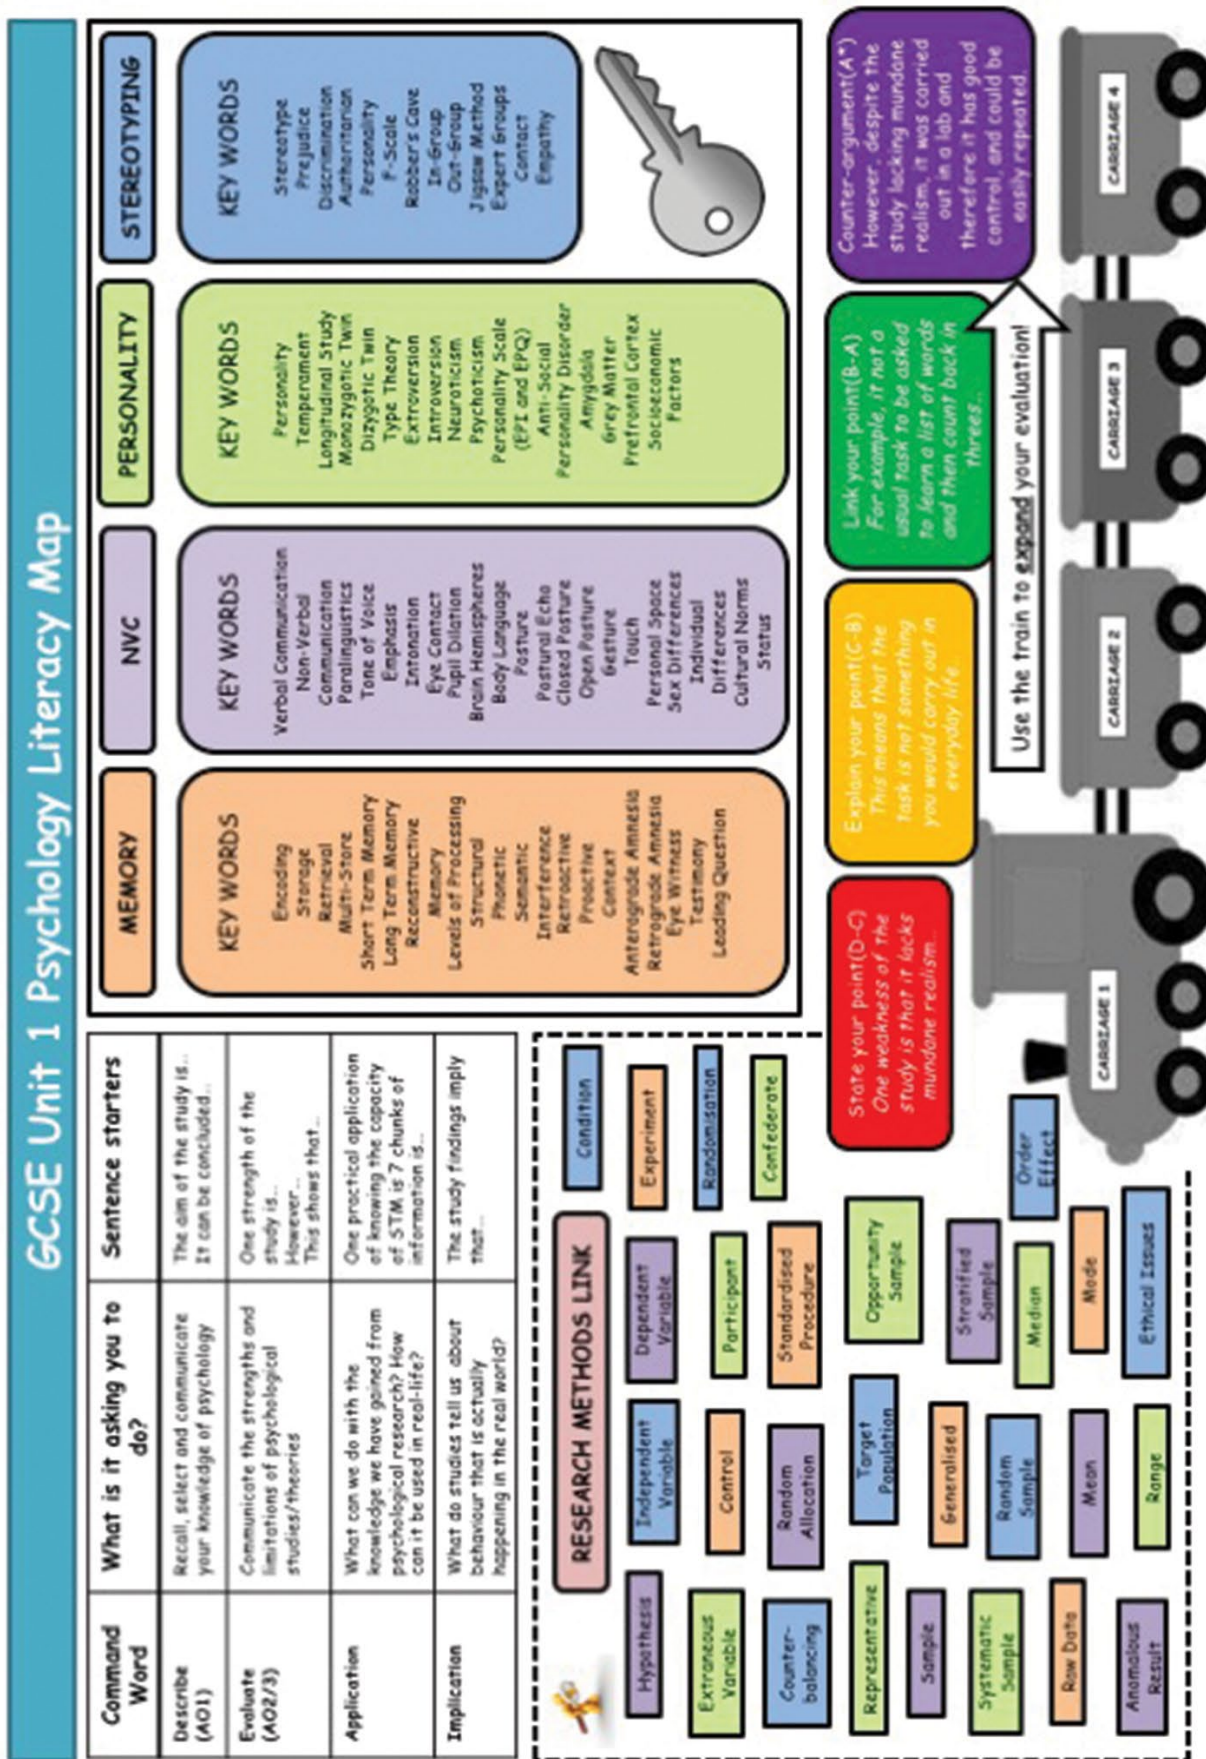 GCSE Unit 1 Psychology Literacy Map
Command
Word
What is it asking you to
do?
Sentence starters
Describe
(AO1)
Recall, select and communicate
your knowledge of psychology
The aim of the study is..
It can be concluded...
Evaluate
(AO2/3)
Communicate the strengths and
limitations of psychological
studies/theories
One strength of the
study is...
However...
This shows that...
Application
What can we do with the
knowledge we have gained from
psychological research? How
can it be used in real-life?
One practical application
of knowing the capacity
of STM is 7 chunks of
information is...
Implication
What do studies tell us about
behaviour that is actually
happening in the real world?
The study findings imply
that...
MEMORY
KEY WORDS
Encoding
Storage
Retrieval
Multi-Store
Short Term Memory
Long Term Memory
Reconstructive
Memory
Levels of Processing
Structural
Phonetic
Semantic
Interference
Retroactive
Proactive
Context
Anterograde Amnesia
Retrograde Amnesia
Eye Witness
Testimony
Leading Question
NVC
KEY WORDS
Verbal Communication
Non-Verbal
Communication
Paralinguistics
Tone of Voice
Emphasis
Intonation
Eye Contact
Pupil Dilation
Brain Hemispheres
Body Language
Posture
Postural Echo
Closed Posture
Open Posture
Gesture
Touch
Personal Space
Sex Differences
Individual
Differences
Cultural Norms
Status
PERSONALITY
KEY WORDS
Personality
Temperament
Longitudinal Study
Monozygotic Twin
Dizygotic Twin
Type Theory
Extroversion
Introversion
Neuroticism
Psychoticism
Personality Scale
(EPI and EPQ)
Anti-Social
Personality Disorder
Amygdala
Grey Matter
Prefrontal Cortex
Socioeconomic
Factors
STEREOTYPING
KEY WORDS
Stereotype
Prejudice
Discrimination
Authoritarian
Personality
F-Scale
Robber's Cave
In-Group
Out-Group
Jigsaw Method
Expert Groups
Contact
Empathy
RESEARCH METHODS LINK
Condition
Hypothesis
Independent
Variable
Dependent
Variable
Experiment
Extraneous
Variable
Control
Participant
Randomisation
Counter-
balancing
Random
Allocation
Standardised
Procedure
Confederate
Representative
Target
Population
Opportunity
Sample
Sample
Generalised
Stratified
Sample
Systematic
Sample
Random
Sample
Median
Order
Effect
Raw Data
Mean
Mode
Anomalous
Result
Range
Ethical Issues
State your point(D-C)
One weakness of the
study is that it lacks
mundane realism...
Explain your point(C-B)
This means that the
task is not something
you would carry out in
everyday life...
Link your point(B-A)
For example, it not a
usual task to be asked
to learn a list of words
and then count back in
threes..
Counter-argument(A*)
However, despite the
study lacking mundane
realism, it was carried
out in a lab and
therefore it has good
control, and could be
easily repeated.
Use the train to expand your evaluation!
CARRIAGE 1
CARRIAGE 2
CARRIAGE 3
CARRIAGE 4